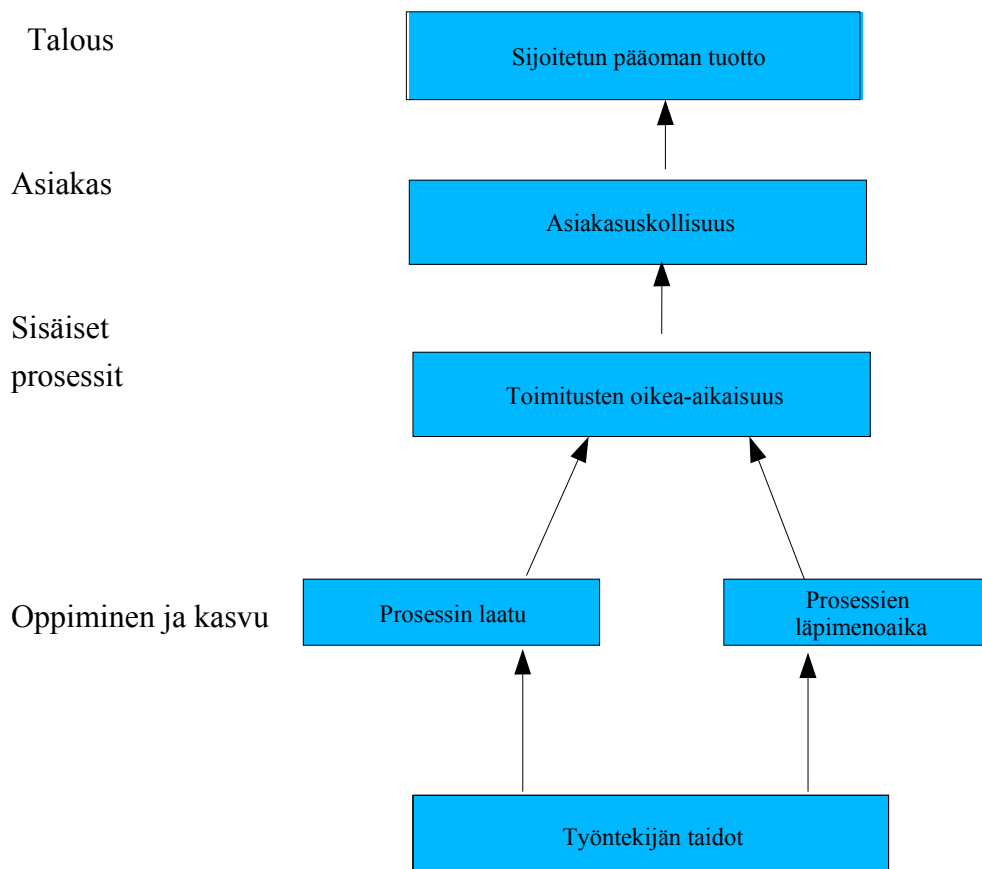 Talous
Sijoitetun pääoman tuotto
Asiakas
Asiakasuskollisuus
Sisäiset
prosessit
Toimitusten oikea-aikaisuus
Oppiminen ja kasvu
Prosessin laatu
Prosessien
läpimenoaika
Työntekijän taidot